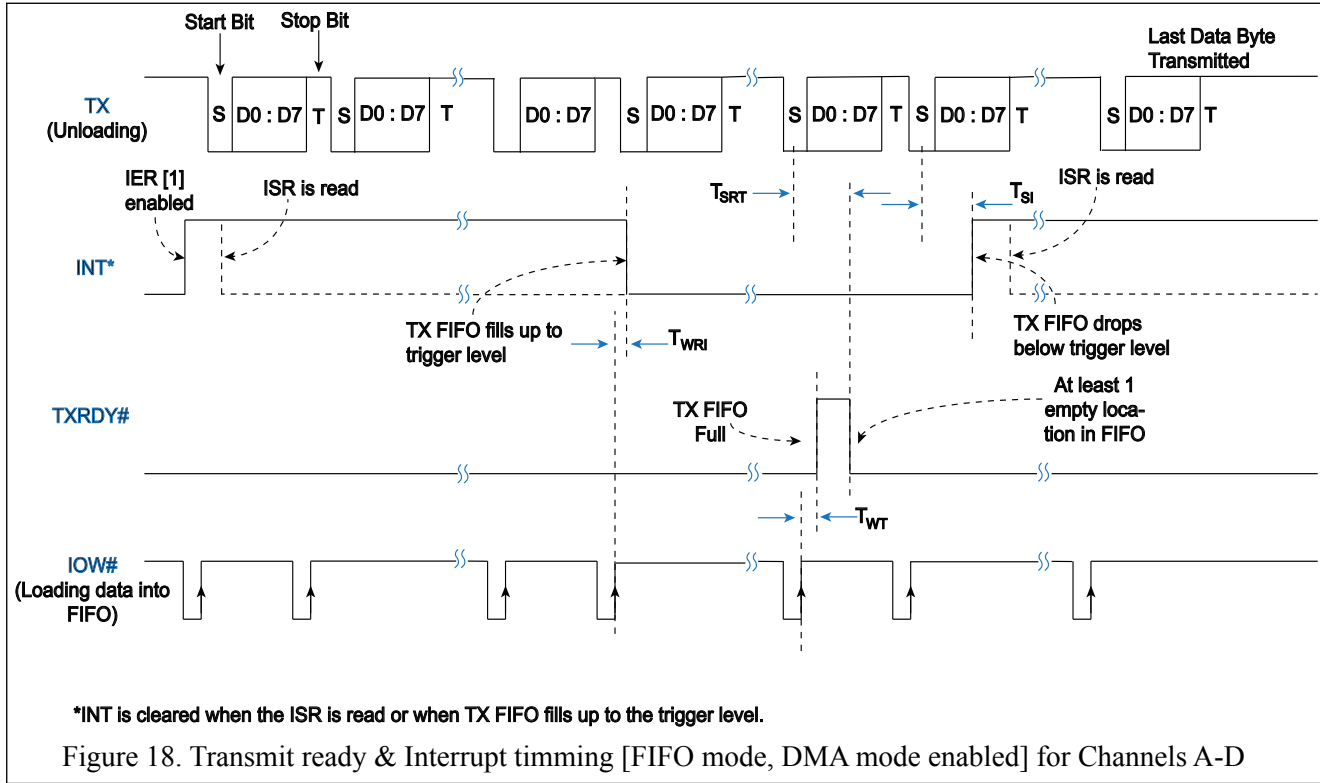 Start Bit
Stop Bit
Last Data Byte
Transmitted
TX
(Unloading)
S D0 : D7 T S D0 : D7 T D0 : D7 S D0 : D7 T S D0 : D7 T S D0 : D7 T S D0 : D7 T
IER [1]
enabled
ISR is read
TSRT
TSI
ISR is read
INT*
TX FIFO fills up to
trigger level
TWRI
TX FIFO drops
below trigger level
TXRDY#
TX FIFO
Full
At least 1
empty loca-
tion in FIFO
TWT
IOW#
(Loading data into
FIFO)
*INT is cleared when the ISR is read or when TX FIFO fills up to the trigger level.
Figure 18. Transmit ready & Interrupt timming [FIFO mode, DMA mode enabled] for Channels A-D